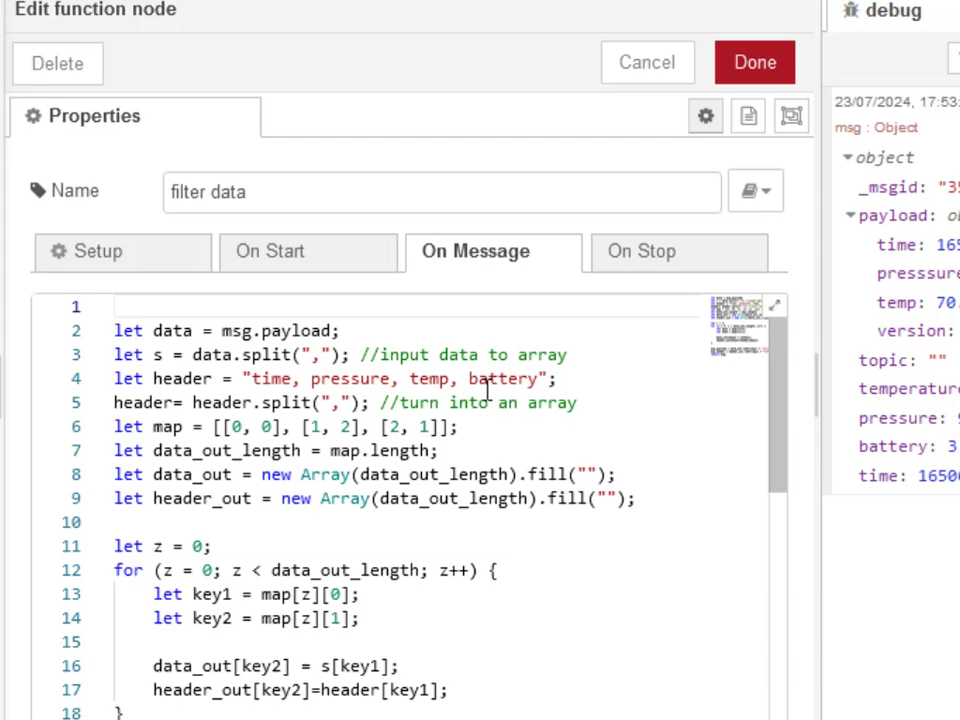 Edit function node
debug
Delete
Cancel
Done
Properties
23/07/2024, 17:53:
msg : Object
object
_msgid: "35
payload:
time: 165
presssure
temp: 70.
version:
topic: ""
temperature
pressure: 9
battery: 3
time: 16500
Name
filter data
Setup
On Start
On Message
On Stop
1
2 let data = msg.payload;
3 let s = data.split(","); //input data to array
4 let header = "time, pressure, temp, battery";
5 header= header.split(","); //turn into an array
6 let map = [[0, 0], [1, 2], [2, 1]];
7 let data_out_length = map.length;
8 let data_out = new Array(data_out_length).fill("");
9 let header_out = new Array(data_out_length).fill("");
10
11 let z = 0;
12 for (z = 0; z < data_out_length; z++) {
13 let key1 = map[z][0];
14 let key2 = map[z][1];
15
16 data_out[key2] = s[key1];
17 header_out[key2]=header[key1];
18 }